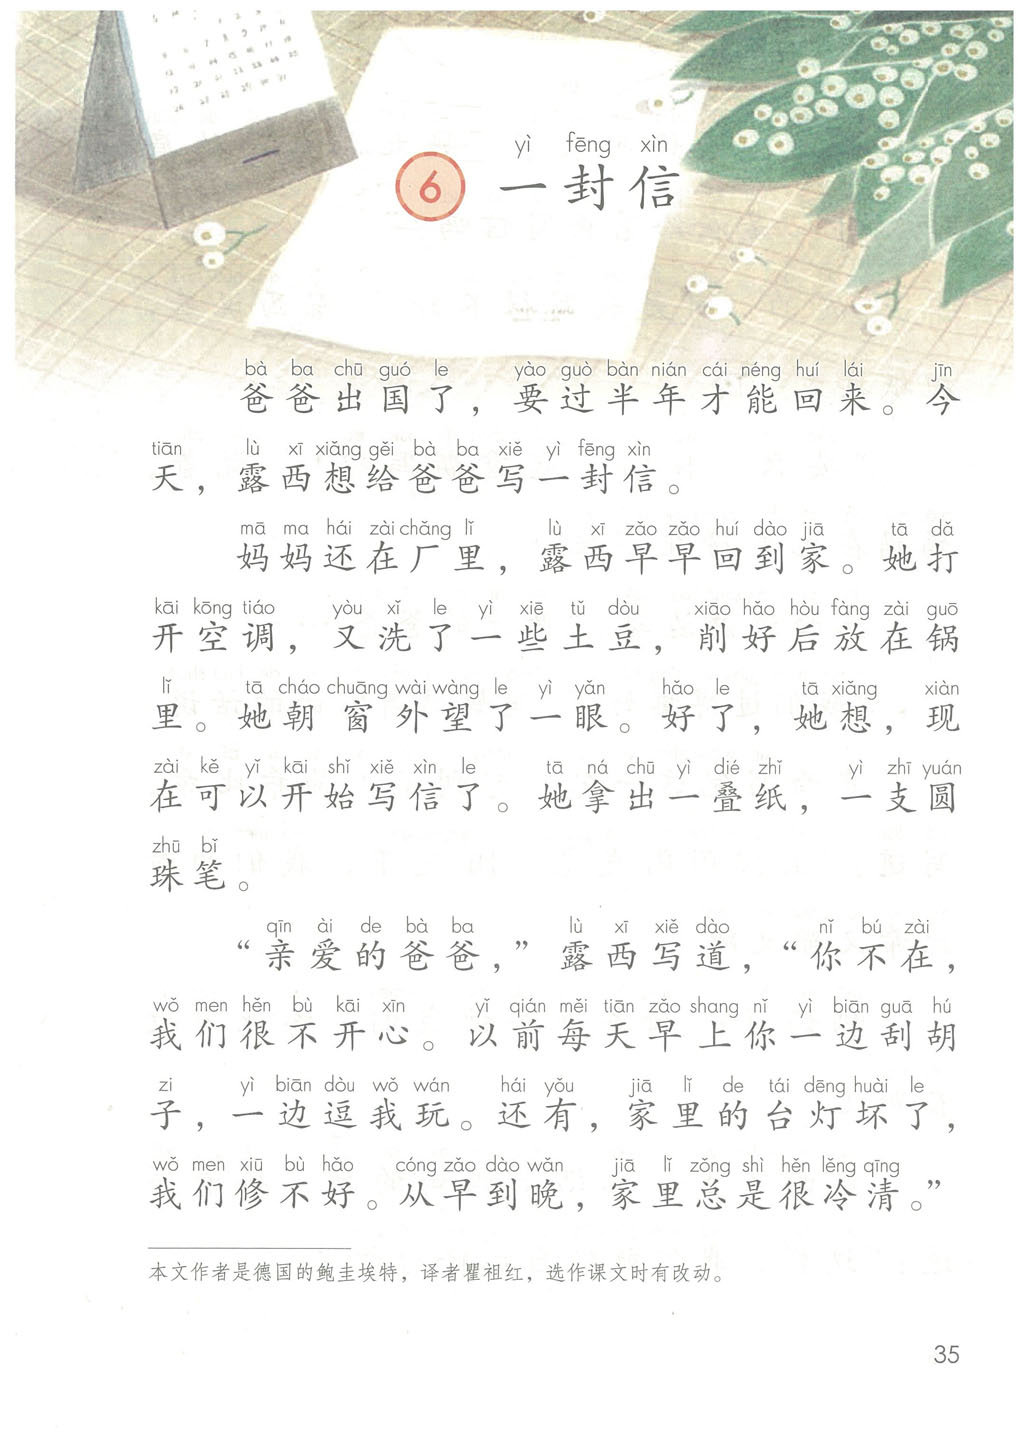 yì fēng xìn
6 一封信
bà ba chū guó le yào guò bàn nián cái néng huí lái jīn
爸爸出国了，要过半年才能回来。今
tiān lù xī xiǎng gěi bà ba xiě yì fēng xìn
天，露西想给爸爸写一封信。
mā ma hái zài chǎng lǐ lù xī zǎo zǎo huí dào jiā tā dǎ
妈妈还在厂里，露西早早回到家。她打
kāi kōng tiáo yòu xǐ le yì xiē tǔ dòu xiāo hǎo hòu fàng zài guō
开空调，又洗了一些土豆，削好后放在锅
lǐ tā cháo chuāng wài wàng le yì yǎn hǎo le tā xiǎng xiàn
里。她朝窗外望了一眼。好了，她想，现
zài kě yǐ kāi shǐ xiě xìn le tā ná chū yì dié zhǐ yì zhī yuán
在可以开始写信了。她拿出一叠纸，一支圆
zhū bǐ
珠笔。
qīn ài de bà ba lù xī xiě dào nǐ bú zài
“亲爱的爸爸，”露西写道，“你不在，
wǒ men hěn bù kāi xīn yǐ qián měi tiān zǎo shang nǐ yì biān guā hú
我们很不开心。以前每天早上你一边刮胡
zi yì biān dòu wǒ wán hái yǒu jiā lǐ de tái dēng huài le
子，一边逗我玩。还有，家里的台灯坏了，
wǒ men xiū bù hǎo cóng zǎo dào wǎn jiā lǐ zǒng shì hěn lěng qīng
我们修不好。从早到晚，家里总是很冷清。”
本文作者是德国的鲍圭埃特，译者瞿祖红，选作课文时有改动。
35